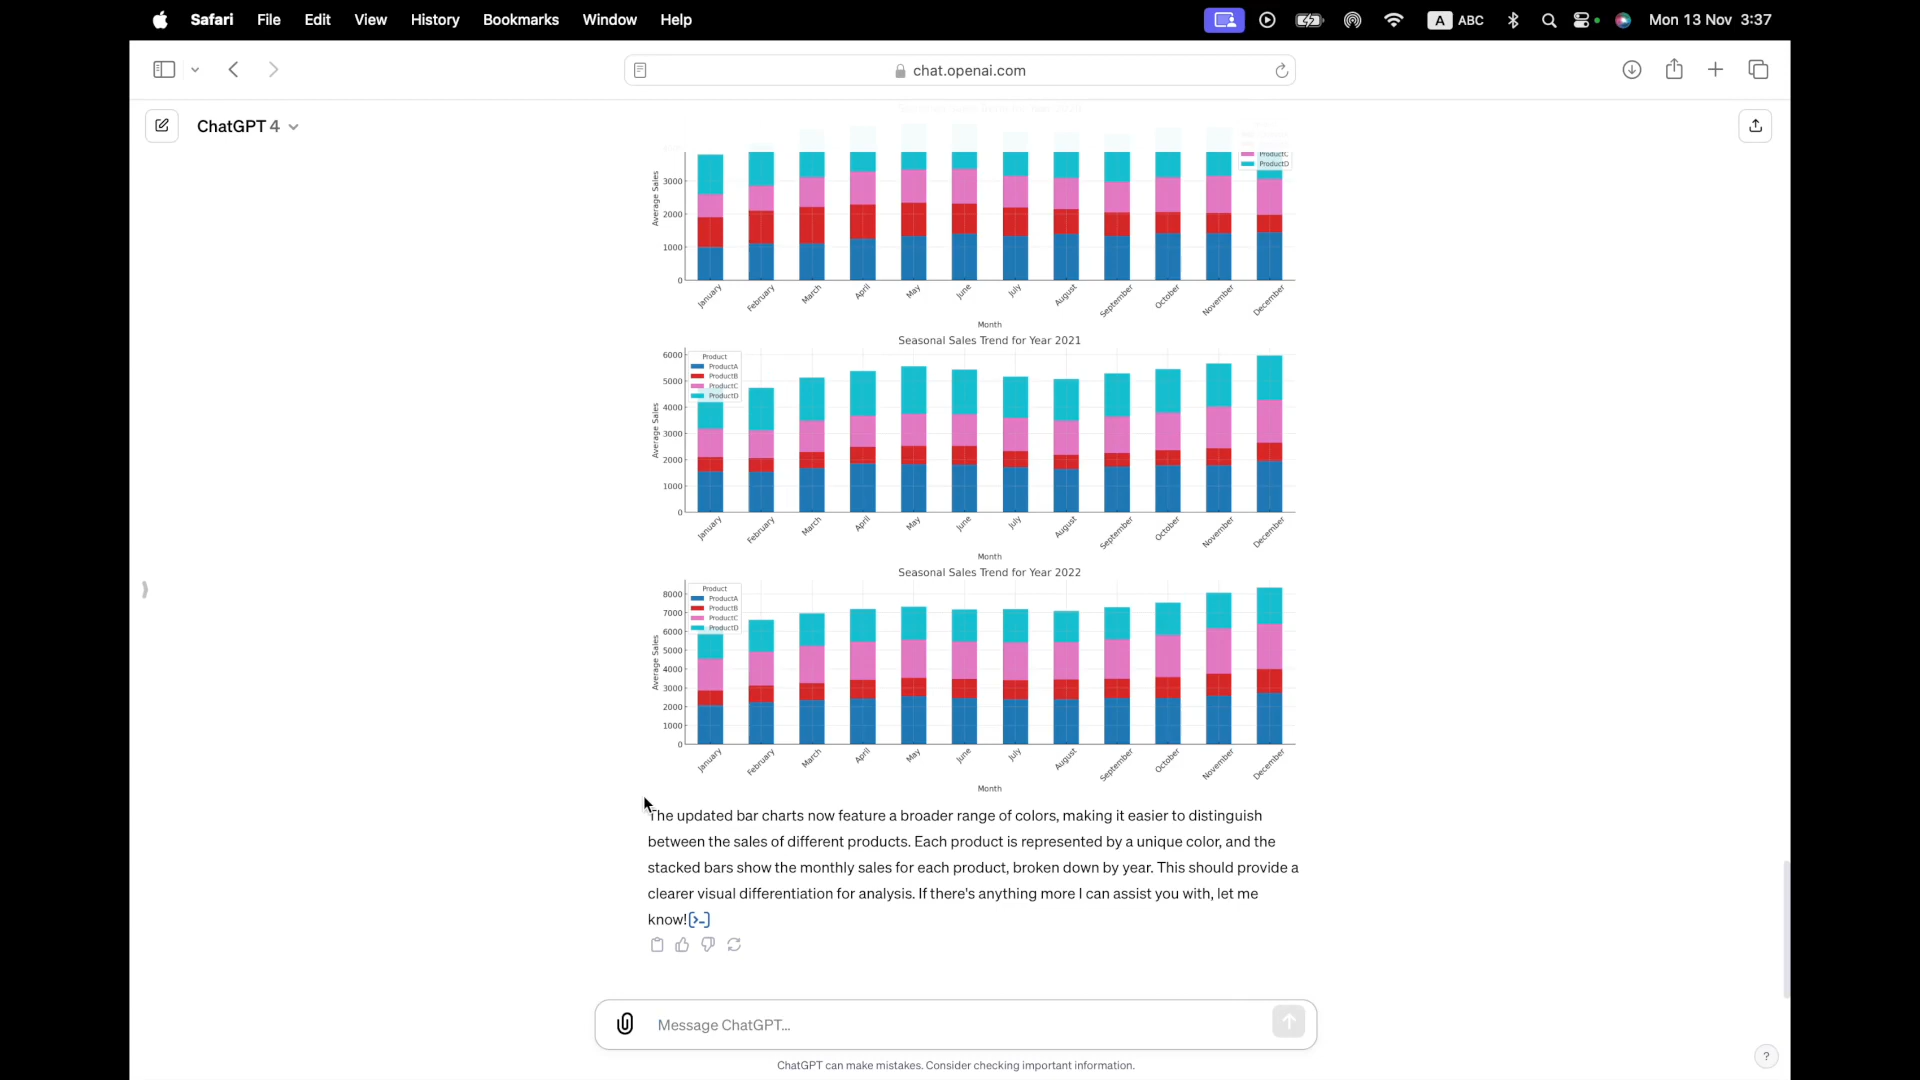 Safari File Edit View History Bookmarks Window Help A ABC Mon 13 Nov 3:37
chat.openai.com
ChatGPT 4
ProductC
ProductD
Average Sales
3000
2000
1000
0
January February March April May June July August September October November December
Month
Seasonal Sales Trend for Year 2021
Product
ProductA
ProductB
ProductC
ProductD
Average Sales
6000
5000
4000
3000
2000
1000
0
January February March April May June July August September October November December
Month
Seasonal Sales Trend for Year 2022
Product
ProductA
ProductB
ProductC
ProductD
Average Sales
8000
7000
6000
5000
4000
3000
2000
1000
0
January February March April May June July August September October November December
Month
The updated bar charts now feature a broader range of colors, making it easier to distinguish
between the sales of different products. Each product is represented by a unique color, and the
stacked bars show the monthly sales for each product, broken down by year. This should provide a
clearer visual differentiation for analysis. If there's anything more I can assist you with, let me
know! [>-]
Message ChatGPT...
ChatGPT can make mistakes. Consider checking important information.
?